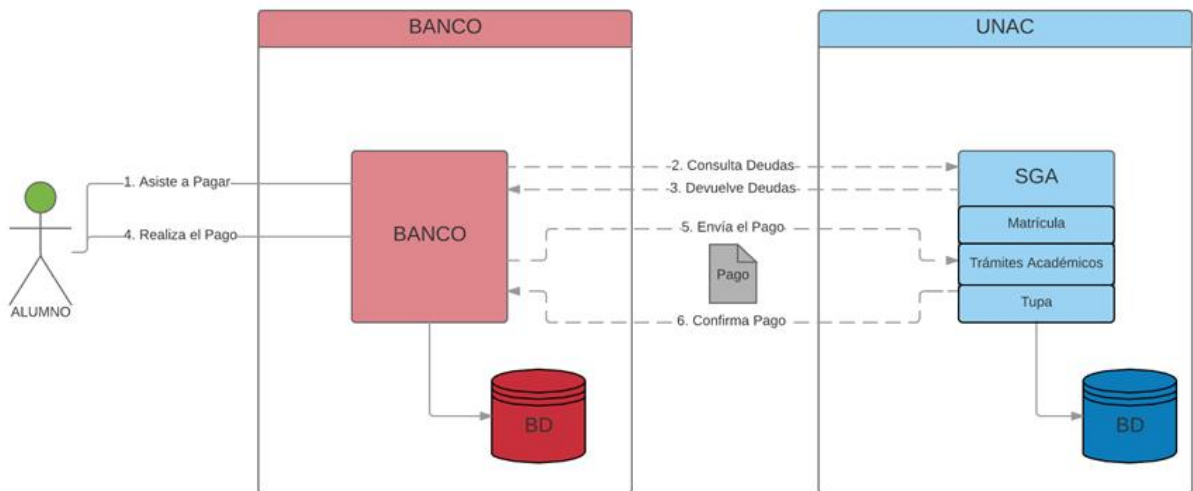 BANCO
UNAC
1. Asiste a Pagar
2. Consulta Deudas
3. Devuelve Deudas
SGA
BANCO
4. Realiza el Pago
5. Envía el Pago
Matrícula
Pago
Trámites Académicos
ALUMNO
6. Confirma Pago
Tupa
BD
BD